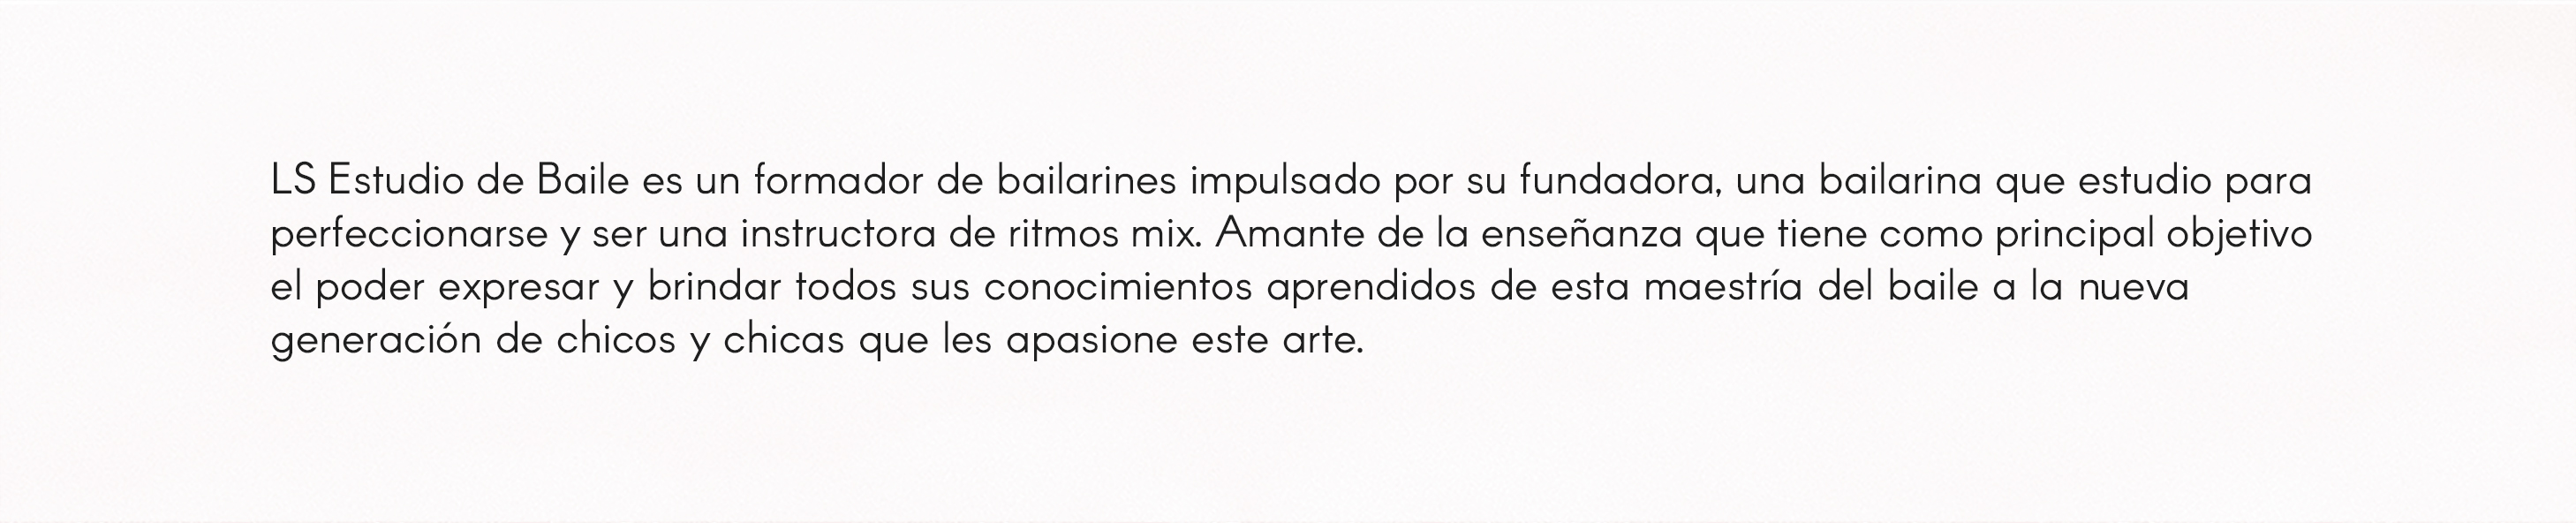 LS Estudio de Baile es un formador de bailarines impulsado por su fundadora, una bailarina que estudio para
perfeccionarse y ser una instructora de ritmos mix. Amante de la enseñanza que tiene como principal objetivo
el poder expresar y brindar todos sus conocimientos aprendidos de esta maestría del baile a la nueva
generación de chicos y chicas que les apasione este arte.